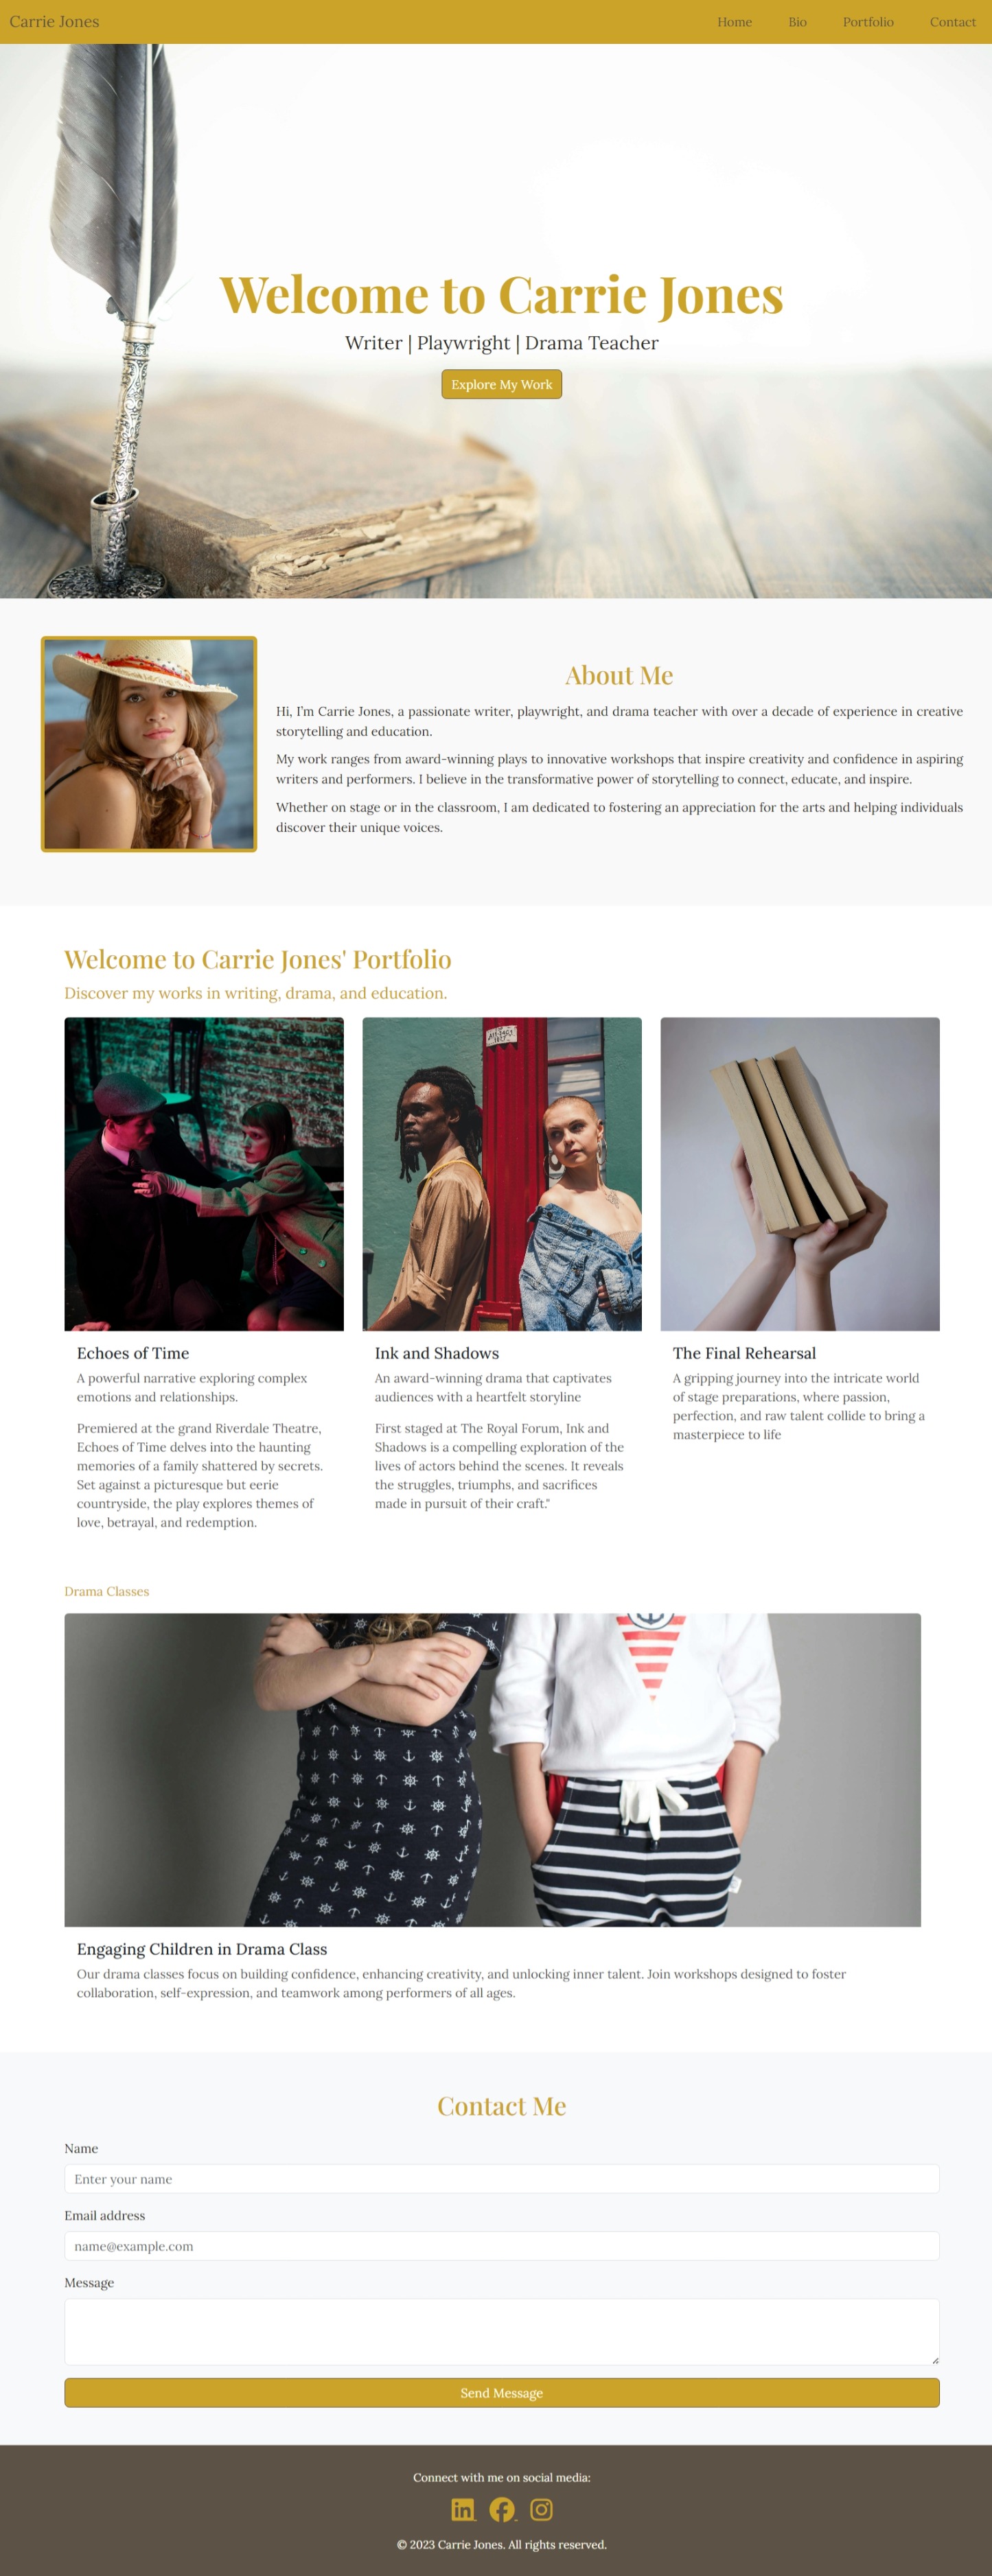 Carrie Jones
Home Bio Portfolio Contact
Welcome to Carrie Jones
Writer | Playwright | Drama Teacher
Explore My Work
About Me
Hi, I'm Carrie Jones, a passionate writer, playwright, and drama teacher with over a decade of experience in creative
storytelling and education.
My work ranges from award-winning plays to innovative workshops that inspire creativity and confidence in aspiring
writers and performers. I believe in the transformative power of storytelling to connect, educate, and inspire.
Whether on stage or in the classroom, I am dedicated to fostering an appreciation for the arts and helping individuals
discover their unique voices.
Welcome to Carrie Jones' Portfolio
Discover my works in writing, drama, and education.
Echoes of Time
A powerful narrative exploring complex
emotions and relationships.
Premiered at the grand Riverdale Theatre,
Echoes of Time delves into the haunting
memories of a family shattered by secrets.
Set against a picturesque but eerie
countryside, the play explores themes of
love, betrayal, and redemption.
Ink and Shadows
An award-winning drama that captivates
audiences with a heartfelt storyline
First staged at The Royal Forum, Ink and
Shadows is a compelling exploration of the
lives of actors behind the scenes. It reveals
the struggles, triumphs, and sacrifices
made in pursuit of their craft."
The Final Rehearsal
A gripping journey into the intricate world
of stage preparations, where passion,
perfection, and raw talent collide to bring a
masterpiece to life
Drama Classes
Engaging Children in Drama Class
Our drama classes focus on building confidence, enhancing creativity, and unlocking inner talent. Join workshops designed to foster
collaboration, self-expression, and teamwork among performers of all ages.
Contact Me
Name
Enter your name
Email address
name@example.com
Message
Send Message
Connect with me on social media:
© 2023 Carrie Jones. All rights reserved.